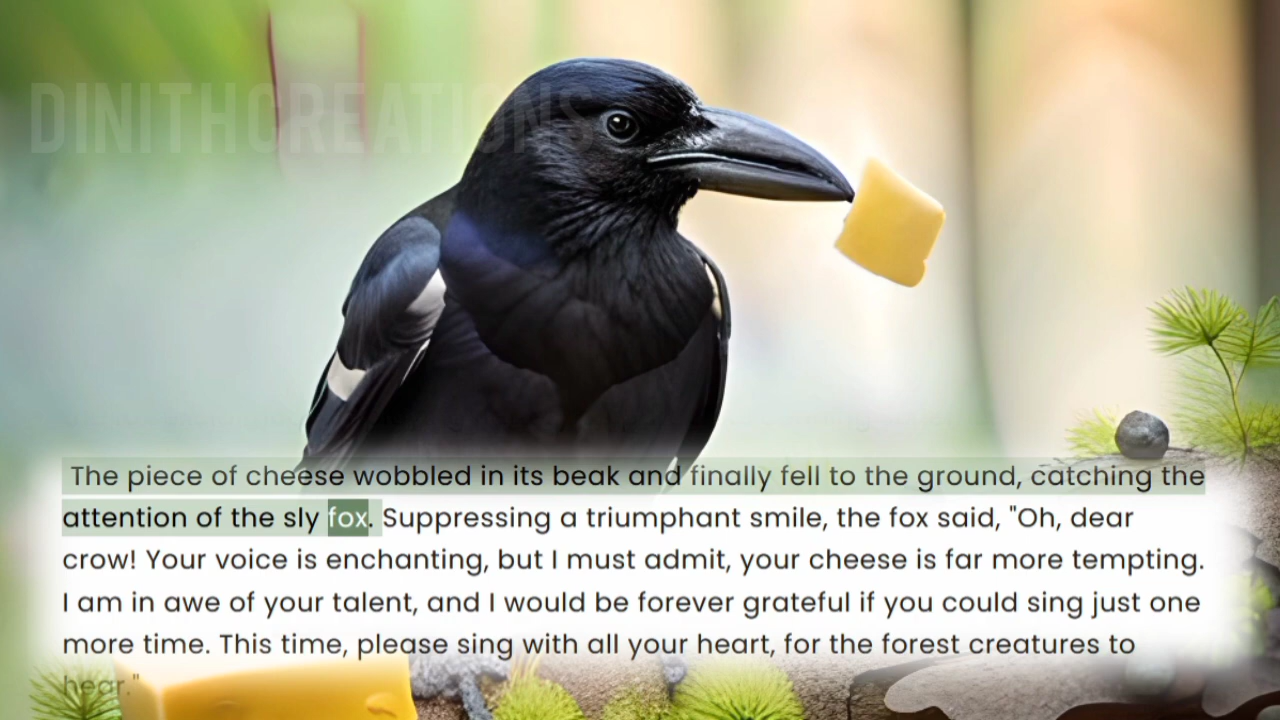 DINITHCREATIONS
The piece of cheese wobbled in its beak and finally fell to the ground, catching the
attention of the sly fox. Suppressing a triumphant smile, the fox said, "Oh, dear
crow! Your voice is enchanting, but I must admit, your cheese is far more tempting.
I am in awe of your talent, and I would be forever grateful if you could sing just one
more time. This time, please sing with all your heart, for the forest creatures to
hear."